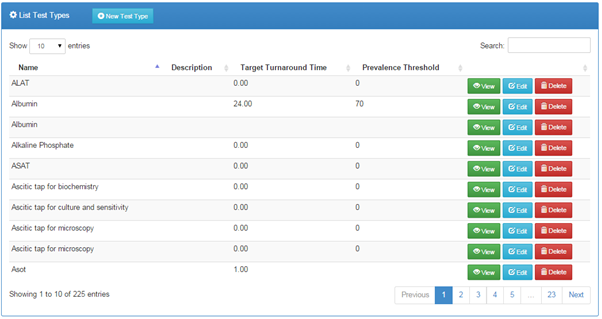 List Test Types New Test Type
Show 10 entries Search:
Name Description Target Turnaround Time Prevalence Threshold
ALAT 0.00 0 View Edit Delete
Albumin 24.00 70 View Edit Delete
Albumin View Edit Delete
Alkaline Phosphate 0.00 0 View Edit Delete
ASAT 0.00 0 View Edit Delete
Ascitic tap for biochemistry 0.00 0 View Edit Delete
Ascitic tap for culture and sensitivity 0.00 0 View Edit Delete
Ascitic tap for microscopy 0.00 0 View Edit Delete
Ascitic tap for microscopy 0.00 0 View Edit Delete
Asot 1.00 View Edit Delete
Showing 1 to 10 of 225 entries Previous 1 2 3 4 5 ... 23 Next